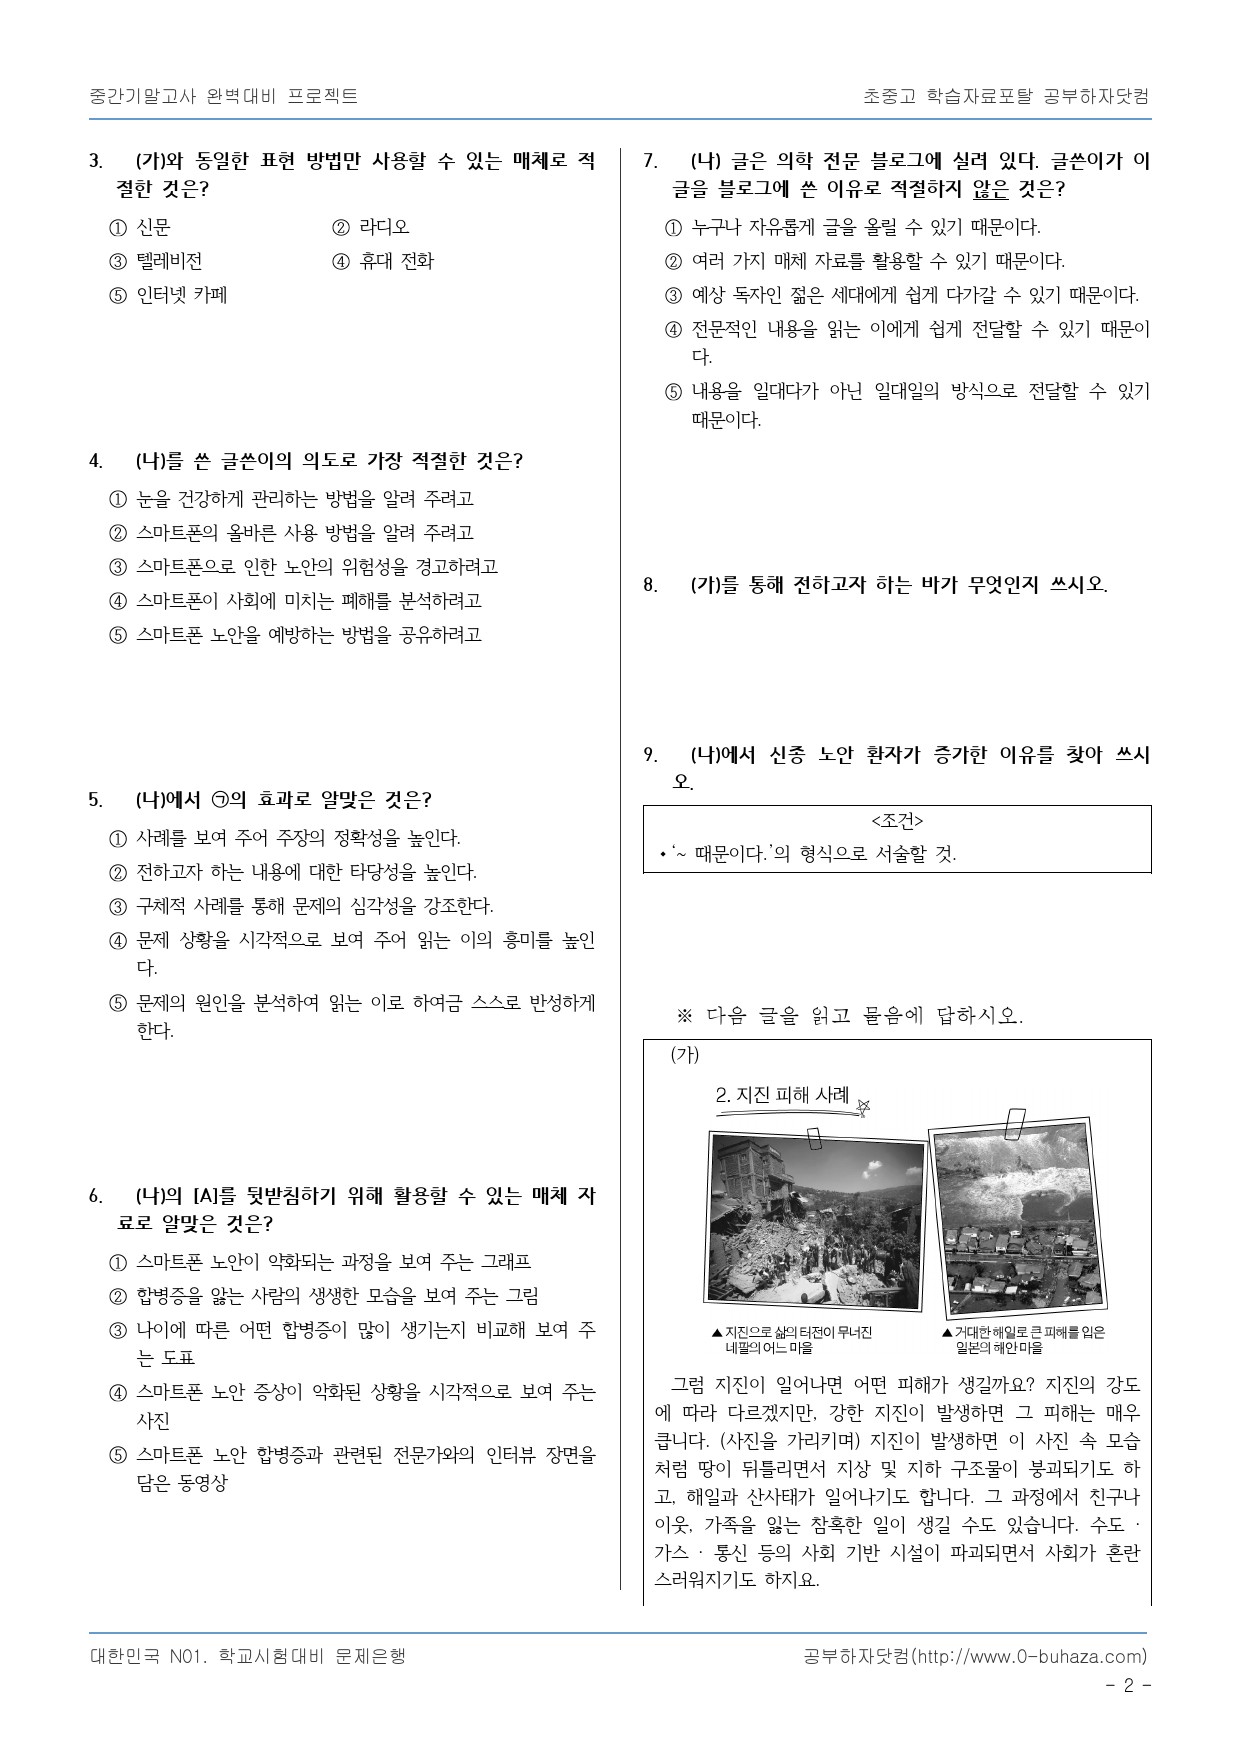 중간기말고사 완벽대비 프로젝트
초중고 학습자료포탈 공부하자닷컴
3. (가)와 동일한 표현 방법만 사용할 수 있는 매체로 적
절한 것은?
① 신문 ② 라디오
③ 텔레비전 ④ 휴대 전화
⑤ 인터넷 카페
4. (나)를 쓴 글쓴이의 의도로 가장 적절한 것은?
① 눈을 건강하게 관리하는 방법을 알려 주려고
② 스마트폰의 올바른 사용 방법을 알려 주려고
③ 스마트폰으로 인한 노안의 위험성을 경고하려고
④ 스마트폰이 사회에 미치는 폐해를 분석하려고
⑤ 스마트폰 노안을 예방하는 방법을 공유하려고
5. (나)에서 ㉠의 효과로 알맞은 것은?
① 사례를 보여 주어 주장의 정확성을 높인다.
② 전하고자 하는 내용에 대한 타당성을 높인다.
③ 구체적 사례를 통해 문제의 심각성을 강조한다.
④ 문제 상황을 시각적으로 보여 주어 읽는 이의 흥미를 높인
다.
⑤ 문제의 원인을 분석하여 읽는 이로 하여금 스스로 반성하게
한다.
6. (나)의 [A]를 뒷받침하기 위해 활용할 수 있는 매체 자
료로 알맞은 것은?
① 스마트폰 노안이 악화되는 과정을 보여 주는 그래프
② 합병증을 앓는 사람의 생생한 모습을 보여 주는 그림
③ 나이에 따른 어떤 합병증이 많이 생기는지 비교해 보여 주
는 도표
④ 스마트폰 노안 증상이 악화된 상황을 시각적으로 보여 주는
사진
⑤ 스마트폰 노안 합병증과 관련된 전문가와의 인터뷰 장면을
담은 동영상
7. (나) 글은 의학 전문 블로그에 실려 있다. 글쓴이가 이
글을 블로그에 쓴 이유로 적절하지 않은 것은?
① 누구나 자유롭게 글을 올릴 수 있기 때문이다.
② 여러 가지 매체 자료를 활용할 수 있기 때문이다.
③ 예상 독자인 젊은 세대에게 쉽게 다가갈 수 있기 때문이다.
④ 전문적인 내용을 읽는 이에게 쉽게 전달할 수 있기 때문이
다.
⑤ 내용을 일대다가 아닌 일대일의 방식으로 전달할 수 있기
때문이다.
8. (가)를 통해 전하고자 하는 바가 무엇인지 쓰시오.
9. (나)에서 신종 노안 환자가 증가한 이유를 찾아 쓰시
오.
<조건>
• ‘~ 때문이다.’의 형식으로 서술할 것.
※ 다음 글을 읽고 물음에 답하시오.
(가)
2. 지진 피해 사례
▲ 지진으로 삶의 터전이 무너진
네팔의 어느 마을
▲ 거대한 해일로 큰 피해를 입은
일본의 해안 마을
그럼 지진이 일어나면 어떤 피해가 생길까요? 지진의 강도
에 따라 다르겠지만, 강한 지진이 발생하면 그 피해는 매우
큽니다. (사진을 가리키며) 지진이 발생하면 이 사진 속 모습
처럼 땅이 뒤틀리면서 지상 및 지하 구조물이 붕괴되기도 하
고, 해일과 산사태가 일어나기도 합니다. 그 과정에서 친구나
이웃, 가족을 잃는 참혹한 일이 생길 수도 있습니다. 수도 ·
가스 · 통신 등의 사회 기반 시설이 파괴되면서 사회가 혼란
스러워지기도 하지요.
대한민국 N01. 학교시험대비 문제은행
공부하자닷컴(http://www.0-buhaza.com)
- 2 -